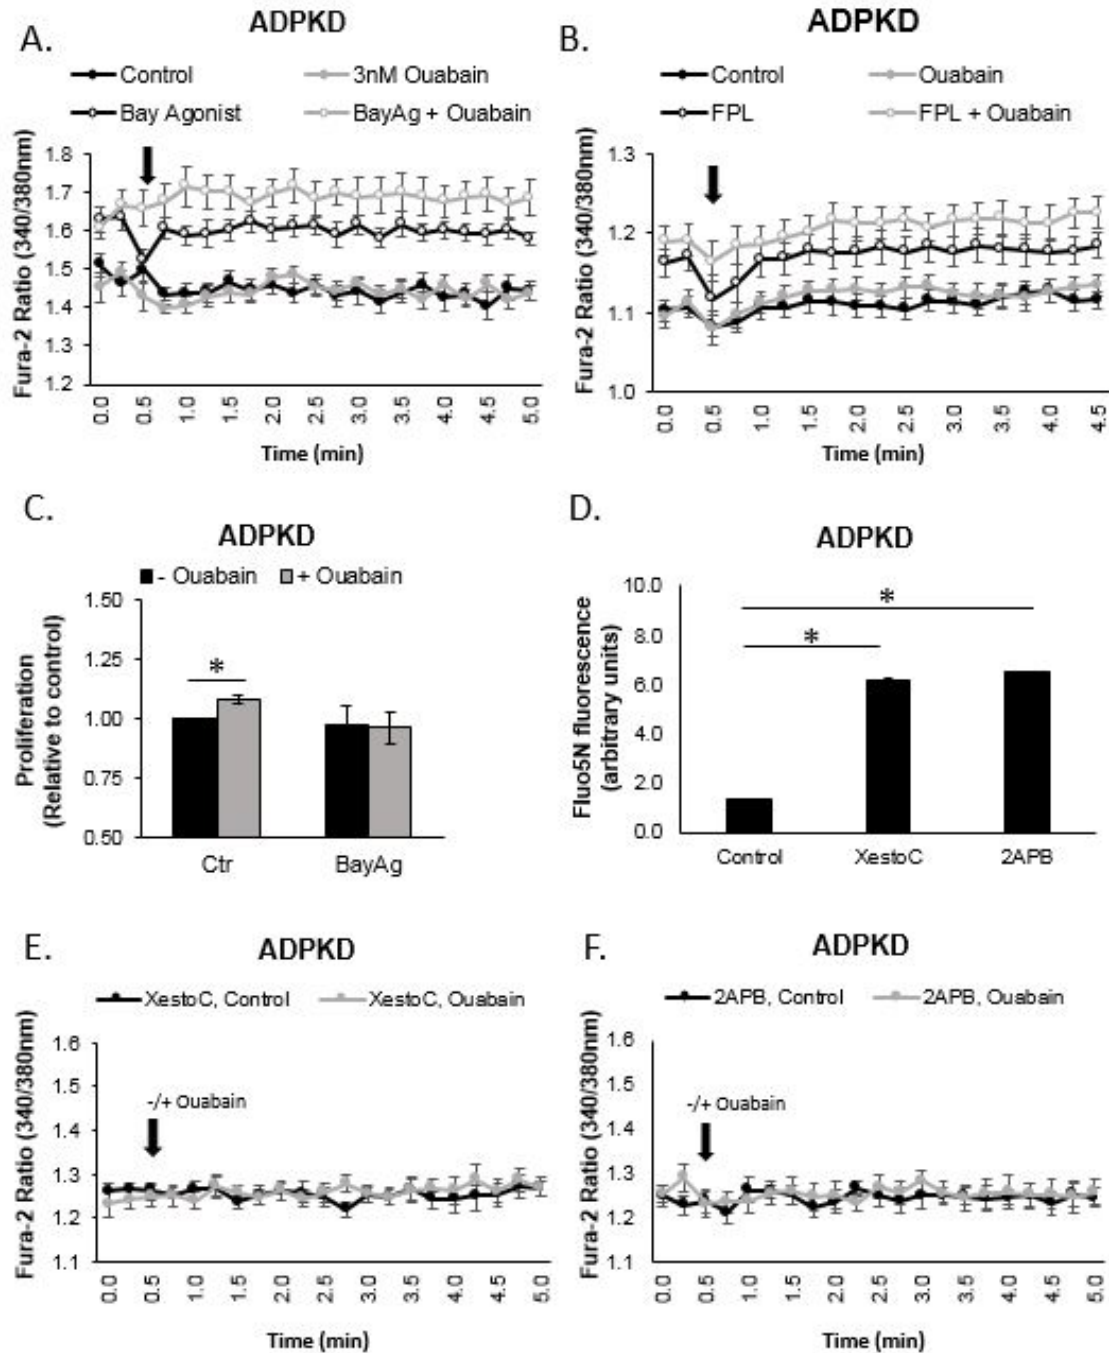 A.
ADPKD
Control
3nM Ouabain
Bay Agonist
BayAg + Ouabain
Fura-2 Ratio (340/380nm)
1.8
1.7
1.6
1.5
1.4
1.3
1.2
0.0 0.5 1.0 1.5 2.0 2.5 3.0 3.5 4.0 4.5 5.0
Time (min)
B.
ADPKD
Control
Ouabain
FPL
FPL + Ouabain
Fura-2 Ratio (340/380nm)
1.3
1.2
1.1
1.0
0.0 0.5 1.0 1.5 2.0 2.5 3.0 3.5 4.0 4.5
Time (min)
C.
ADPKD
- Ouabain
+ Ouabain
Proliferation
(Relative to control)
1.50
1.25
1.00
0.75
0.50
*
Ctr BayAg
D.
ADPKD
Fluo5N fluorescence
(arbitrary units)
10.0
8.0
6.0
4.0
2.0
0.0
*
*
Control XestoC 2APB
E.
ADPKD
XestoC, Control
XestoC, Ouabain
Fura-2 Ratio (340/380nm)
1.6
1.5
1.4
1.3
1.2
1.1
-/+ Ouabain
0.0 0.5 1.0 1.5 2.0 2.5 3.0 3.5 4.0 4.5 5.0
Time (min)
F.
ADPKD
2APB, Control
2APB, Ouabain
Fura-2 Ratio (340/380nm)
1.6
1.5
1.4
1.3
1.2
1.1
-/+ Ouabain
0.0 0.5 1.0 1.5 2.0 2.5 3.0 3.5 4.0 4.5 5.0
Time (min)